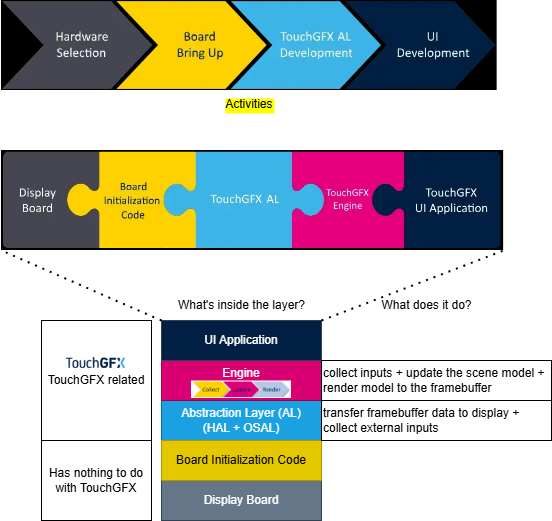 Hardware
Selection
Board
Bring Up
TouchGFX AL
Development
UI
Development
Activities
Display
Board
Board
Initialization
Code
TouchGFX AL
TouchGFX
Engine
TouchGFX
UI Application
What's inside the layer?
What does it do?
UI Application
TouchGFX
TouchGFX related
Engine
Collect
Update
Render
collect inputs + update the scene model +
render model to the framebuffer
Abstraction Layer (AL)
(HAL + OSAL)
transfer framebuffer data to display +
collect external inputs
Board Initialization Code
Has nothing to do
with TouchGFX
Display Board